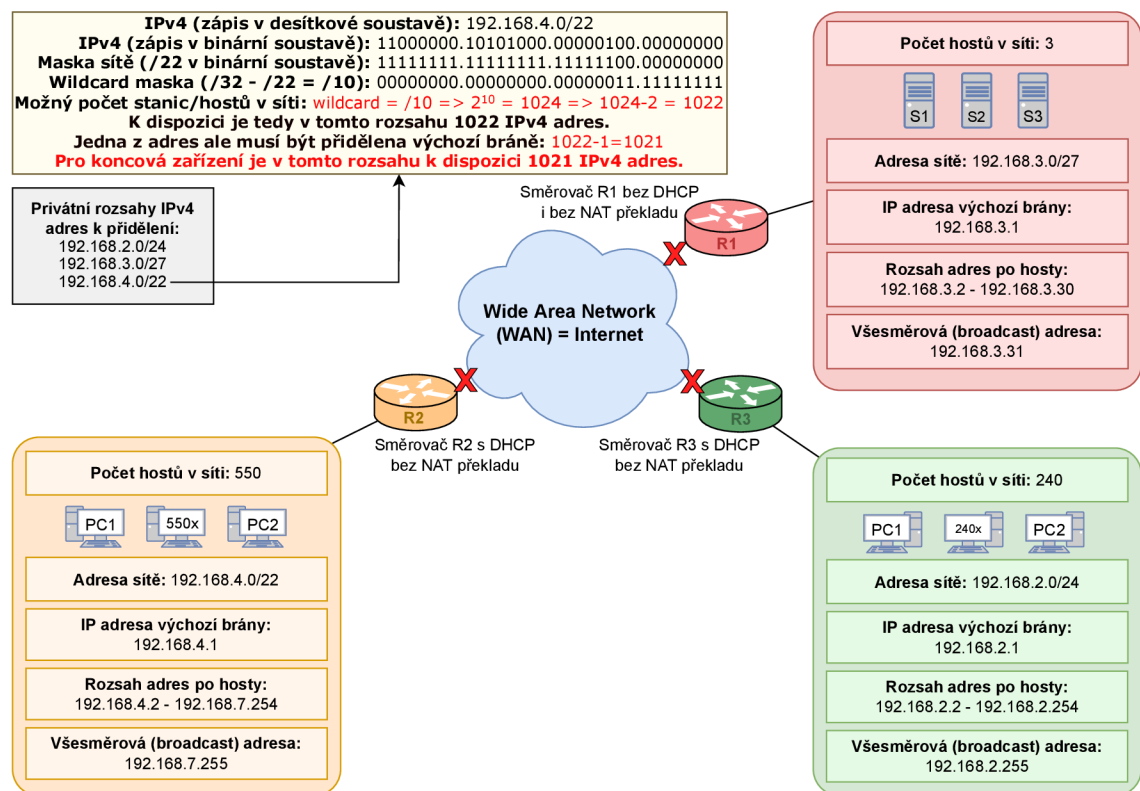 IPv4 (zápis v desítkové soustavě): 192.168.4.0/22
IPv4 (zápis v binární soustavě): 11000000.10101000.00000100.00000000
Maska sítě (/22 v binární soustavě): 11111111.11111111.11111100.00000000
Wildcard maska (/32 - /22 = /10): 00000000.00000000.00000011.11111111
Možný počet stanic/hostů v síti: wildcard = /10 => 2¹⁰ = 1024 => 1024-2 = 1022
K dispozici je tedy v tomto rozsahu 1022 IPv4 adres.
Jedna z adres ale musí být přidělena výchozí bráně: 1022-1=1021
Pro koncová zařízení je v tomto rozsahu k dispozici 1021 IPv4 adres.
Privátní rozsahy IPv4
adres k přidělení:
192.168.2.0/24
192.168.3.0/27
192.168.4.0/22
Směrovač R1 bez DHCP
i bez NAT překladu
R1
Počet hostů v síti: 3
S1
S2
S3
Adresa sítě: 192.168.3.0/27
IP adresa výchozí brány:
192.168.3.1
Rozsah adres po hosty:
192.168.3.2 - 192.168.3.30
Všesměrová (broadcast) adresa:
192.168.3.31
Wide Area Network
(WAN) = Internet
R2
Směrovač R2 s DHCP
bez NAT překladu
R3
Směrovač R3 s DHCP
bez NAT překladu
Počet hostů v síti: 550
PC1
550x
PC2
Adresa sítě: 192.168.4.0/22
IP adresa výchozí brány:
192.168.4.1
Rozsah adres po hosty:
192.168.4.2 - 192.168.7.254
Všesměrová (broadcast) adresa:
192.168.7.255
Počet hostů v síti: 240
PC1
240x
PC2
Adresa sítě: 192.168.2.0/24
IP adresa výchozí brány:
192.168.2.1
Rozsah adres po hosty:
192.168.2.2 - 192.168.2.254
Všesměrová (broadcast) adresa:
192.168.2.255